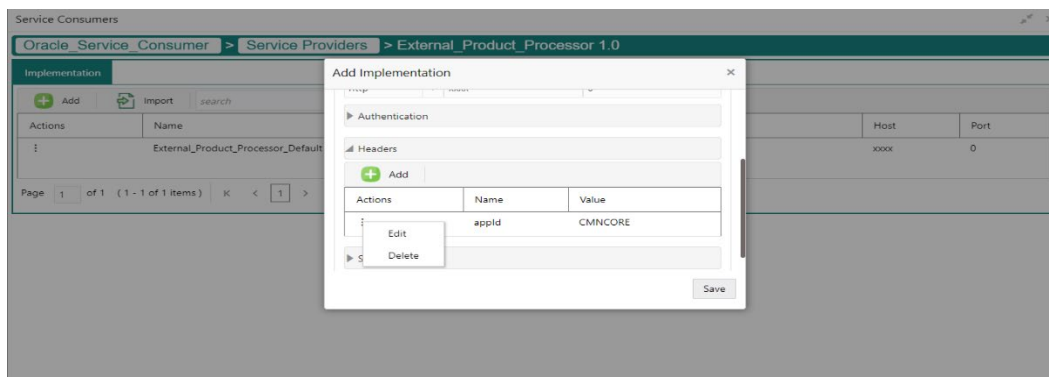 Service Consumers
Oracle_Service_Consumer > Service Providers > External_Product_Processor 1.0
Implementation
Add Import search
Actions Name Host Port
External_Product_Processor_Default xxxx 0
Page 1 of 1 (1 - 1 of 1 items) K < 1 >
Add Implementation ×
Authentication
Headers
Add
Actions Name Value
appId CMNCORE
Edit
Delete
S
Save